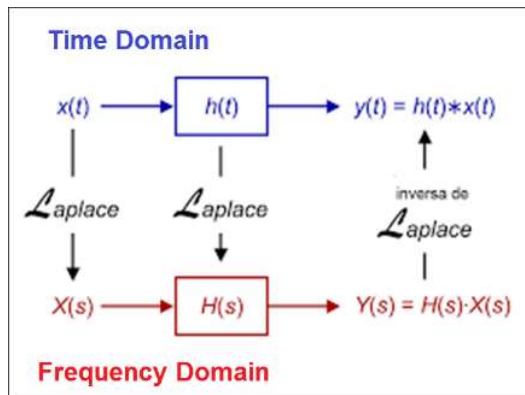 Time Domain
x(t) h(t) y(t) = h(t)∗x(t)
inversa de
Laplace Laplace Laplace
X(s) H(s) Y(s) = H(s)·X(s)
Frequency Domain